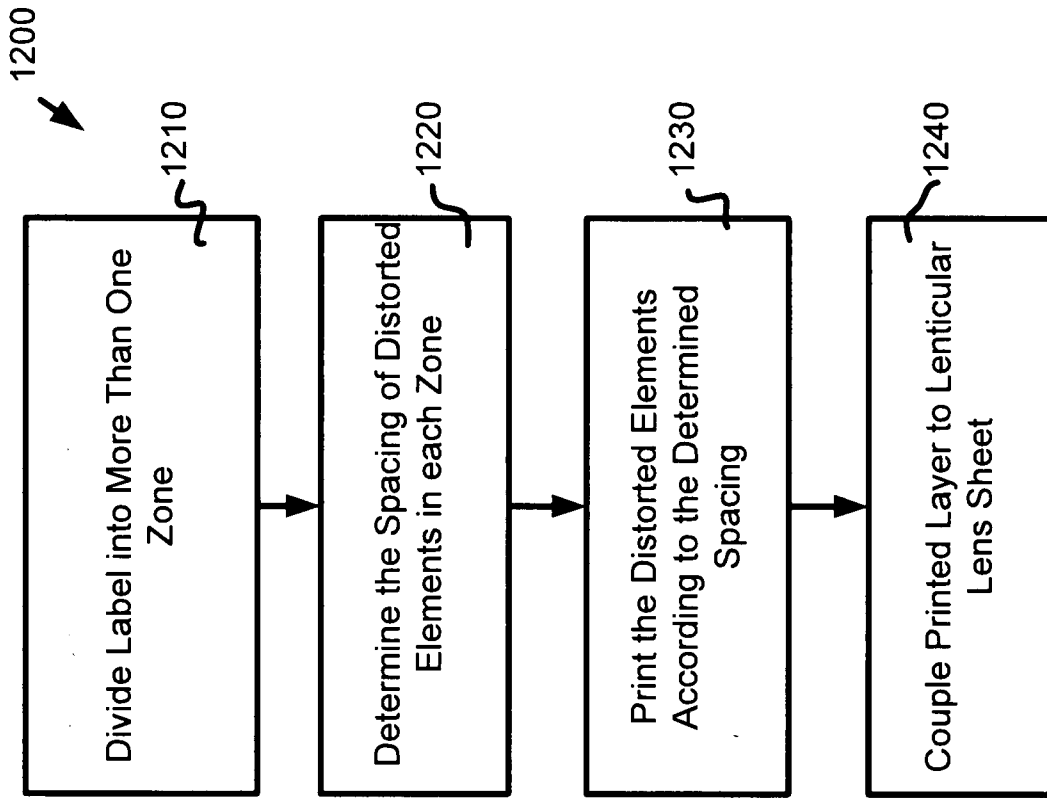 1200
Divide Label into More Than One
Zone
1210
Determine the Spacing of Distorted
Elements in each Zone
1220
Print the Distorted Elements
According to the Determined
Spacing
1230
Couple Printed Layer to Lenticular
Lens Sheet
1240